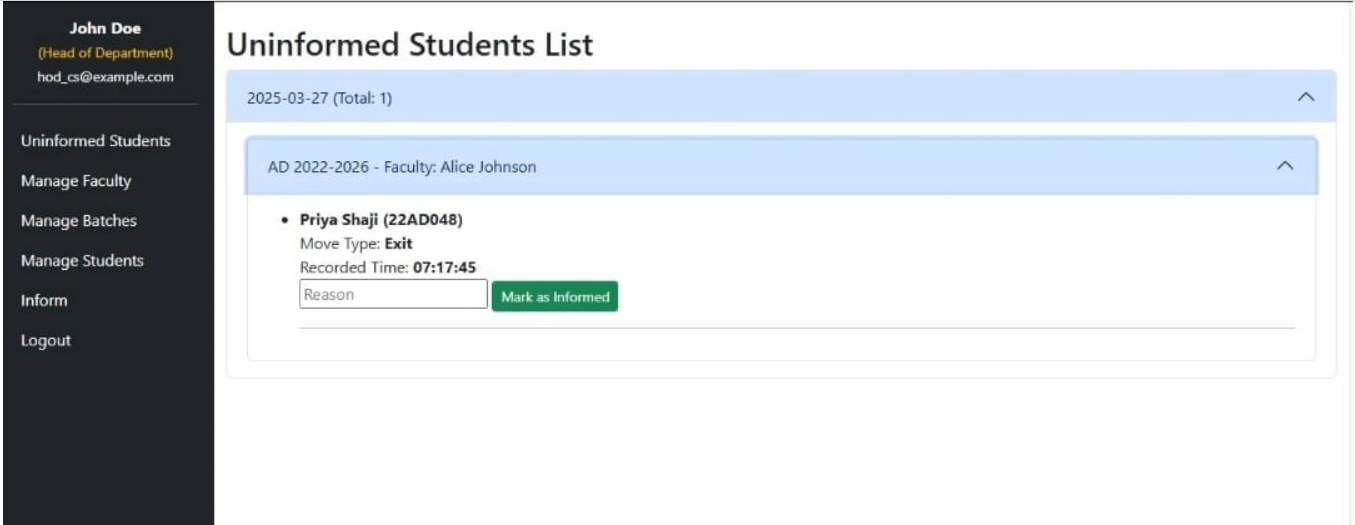 John Doe
(Head of Department)
hod_cs@example.com
Uninformed Students
Manage Faculty
Manage Batches
Manage Students
Inform
Logout
Uninformed Students List
2025-03-27 (Total: 1)
AD 2022-2026 - Faculty: Alice Johnson
• Priya Shaji (22AD048)
Move Type: Exit
Recorded Time: 07:17:45
Reason Mark as Informed